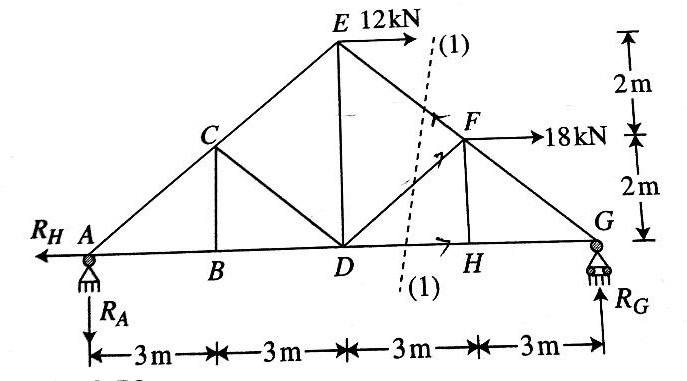 E 12kN
(1)
2m
C
F
18kN
2m
R_H A
G
B
D
H
(1)
R_A
R_G
3m 3m 3m 3m